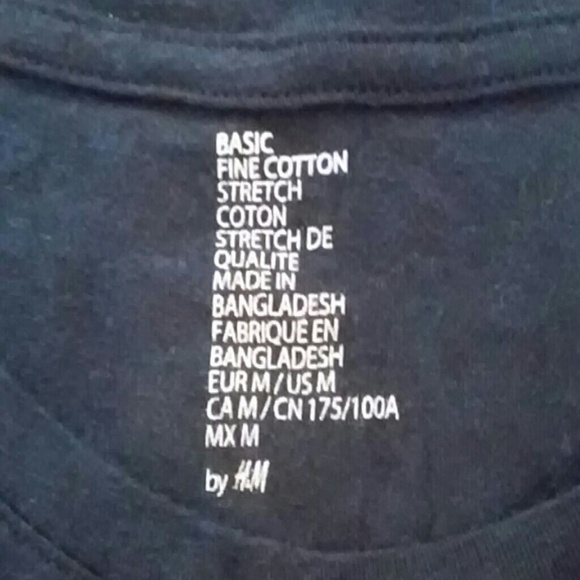 BASIC
FINE COTTON
STRETCH
COTON
STRETCH DE
QUALITE
MADE IN
BANGLADESH
FABRIQUE EN
BANGLADESH
EUR M / US M
CA M / CN 175/100A
MX M
by H&M